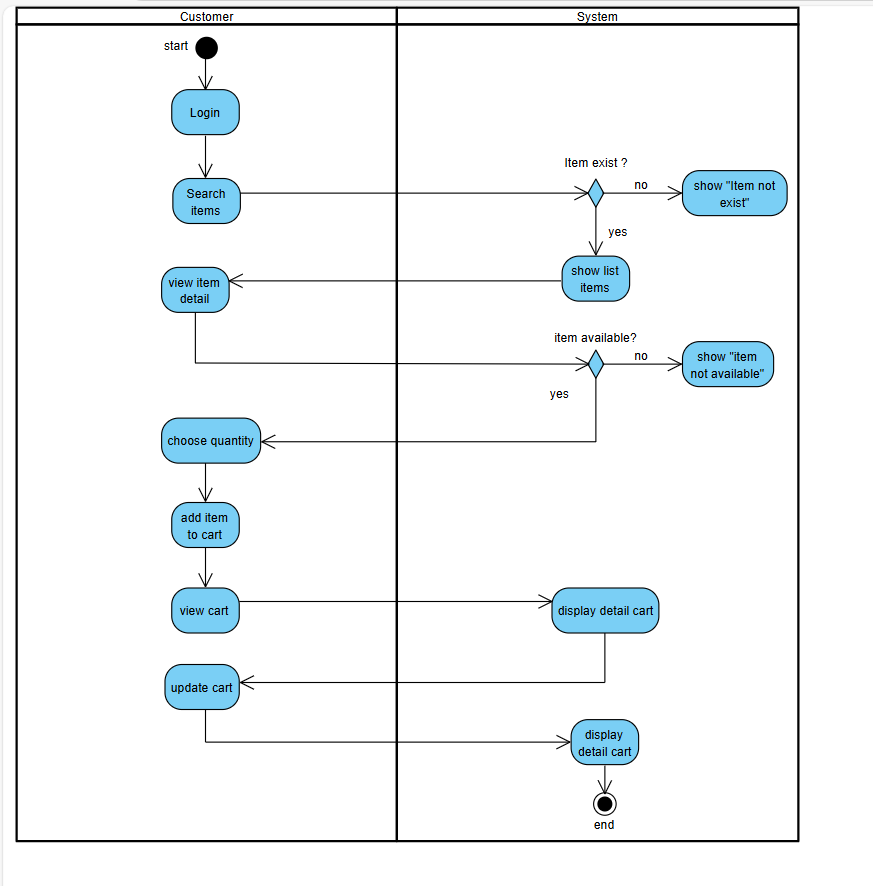 Customer
System
start
Login
Item exist ?
Search
items
no
show "Item not
exist"
yes
show list
items
view item
detail
item available?
no
show "item
not available"
yes
choose quantity
add item
to cart
view cart
display detail cart
update cart
display
detail cart
end